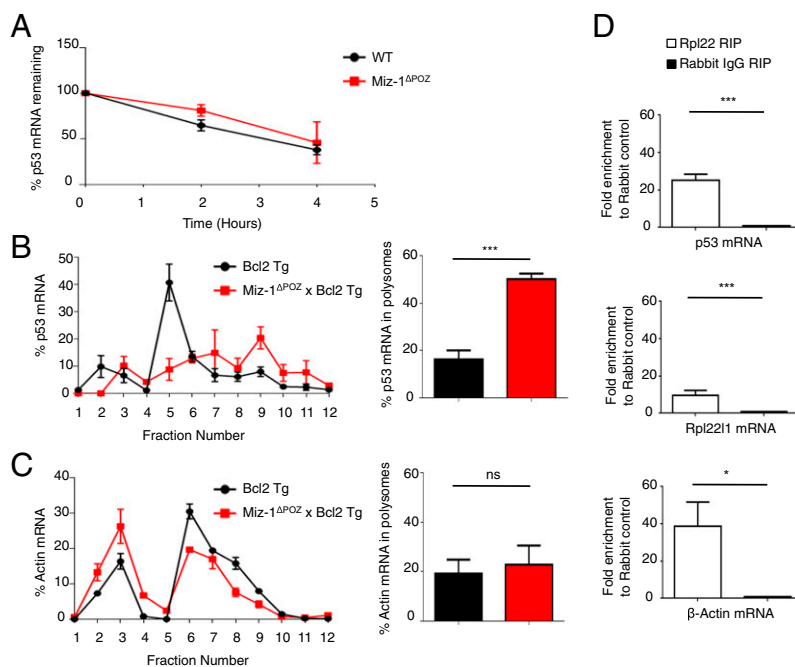 A
% p53 mRNA remaining
150
100
50
0
0 1 2 3 4 5
Time (Hours)
WT
Miz-1ΔPOZ
B
% p53 mRNA
50
40
30
20
10
0
1 2 3 4 5 6 7 8 9 10 11 12
Fraction Number
Bcl2 Tg
Miz-1ΔPOZ x Bcl2 Tg
% p53 mRNA in polysomes
60
40
20
0
***
C
% Actin mRNA
40
30
20
10
0
1 2 3 4 5 6 7 8 9 10 11 12
Fraction Number
Bcl2 Tg
Miz-1ΔPOZ x Bcl2 Tg
% Actin mRNA in polysomes
60
40
20
0
ns
D
Rpl22 RIP
Rabbit IgG RIP
Fold enrichment
to Rabbit control
60
40
20
0
***
p53 mRNA
Fold enrichment
to Rabbit control
60
40
20
0
***
Rpl22l1 mRNA
Fold enrichment
to Rabbit control
60
40
20
0
*
β-Actin mRNA